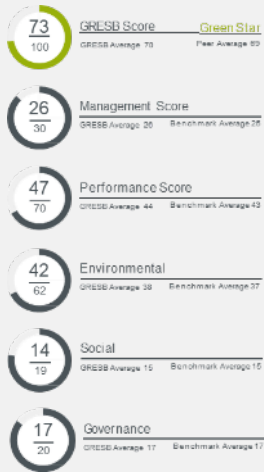 73
100
GRESB Score Green Star
GRESB Average 70 Peer Average 69
26
30
Management Score
GRESB Average 26 Benchmark Average 26
47
70
Performance Score
GRESB Average 44 Benchmark Average 43
42
62
Environmental
GRESB Average 38 Benchmark Average 37
14
19
Social
GRESB Average 15 Benchmark Average 15
17
20
Governance
GRESB Average 17 Benchmark Average 17